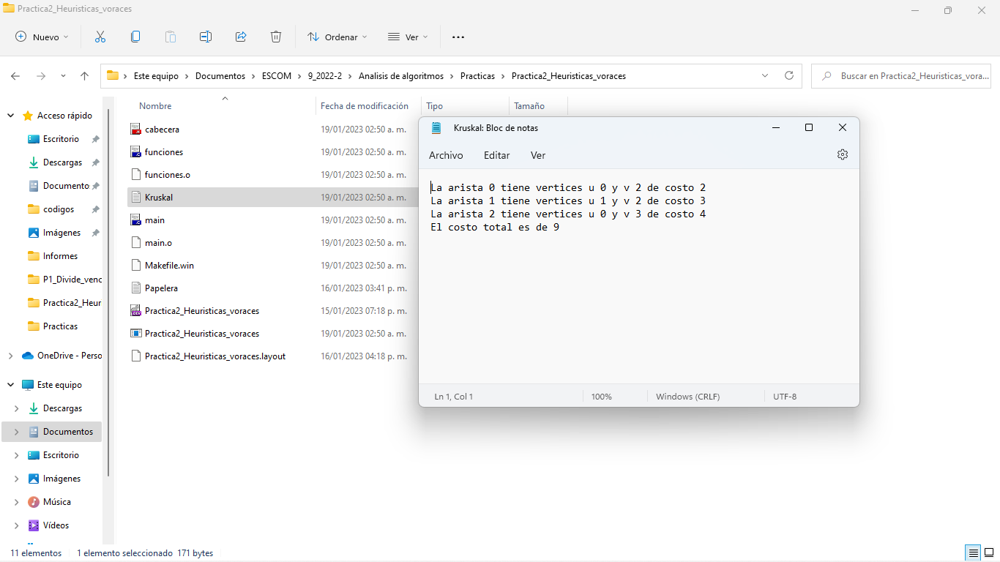 Practica2_Heuristicas_voraces
Nuevo
Ordenar
Ver
Este equipo > Documentos > ESCOM > 9_2022-2 > Analisis de algoritmos > Practicas > Practica2_Heuristicas_voraces
Buscar en Practica2_Heuristicas_vora...
Acceso rápido
Escritorio
Descargas
Documento
codigos
Imágenes
Informes
P1_Divide_venc
Practica2_Heur
Practicas
OneDrive - Perso
Este equipo
Descargas
Documentos
Escritorio
Imágenes
Música
Vídeos
Nombre Fecha de modificación Tipo Tamaño
cabecera 19/01/2023 02:50 a. m.
funciones 19/01/2023 02:50 a. m.
funciones.o 19/01/2023 02:50 a. m.
Kruskal 19/01/2023 02:50 a. m.
main 19/01/2023 02:50 a. m.
main.o 19/01/2023 02:50 a. m.
Makefile.win 19/01/2023 02:50 a. m.
Papelera 16/01/2023 03:41 p. m.
Practica2_Heuristicas_voraces 15/01/2023 07:18 p. m.
Practica2_Heuristicas_voraces 19/01/2023 02:50 a. m.
Practica2_Heuristicas_voraces.layout 16/01/2023 04:18 p. m.
Kruskal: Bloc de notas
Archivo Editar Ver
La arista 0 tiene vertices u 0 y v 2 de costo 2
La arista 1 tiene vertices u 1 y v 2 de costo 3
La arista 2 tiene vertices u 0 y v 3 de costo 4
El costo total es de 9
Ln 1, Col 1 100% Windows (CRLF) UTF-8
11 elementos 1 elemento seleccionado 171 bytes